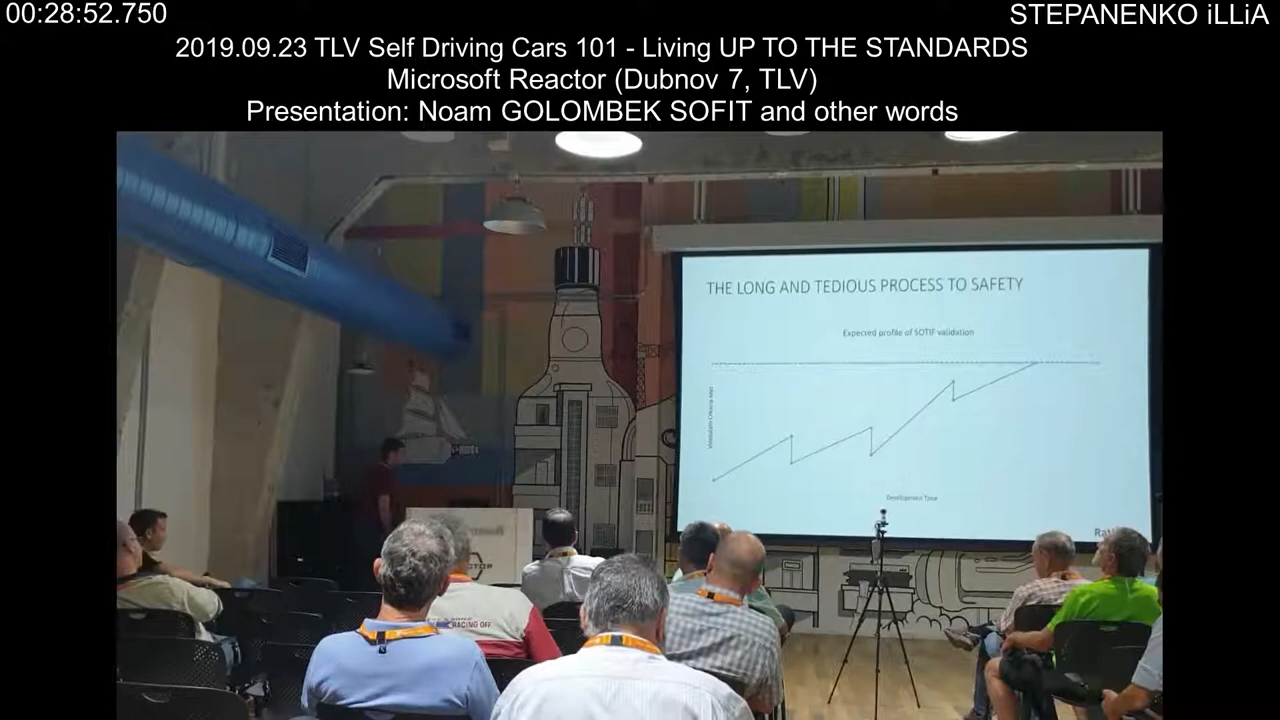 00:28:52.750
STEPANENKO iLLiA
2019.09.23 TLV Self Driving Cars 101 - Living UP TO THE STANDARDS
Microsoft Reactor (Dubnov 7, TLV)
Presentation: Noam GOLOMBEK SOFIT and other words
THE LONG AND TEDIOUS PROCESS TO SAFETY
Expected profile of SOTIF validation
Development Time
RACING OFF